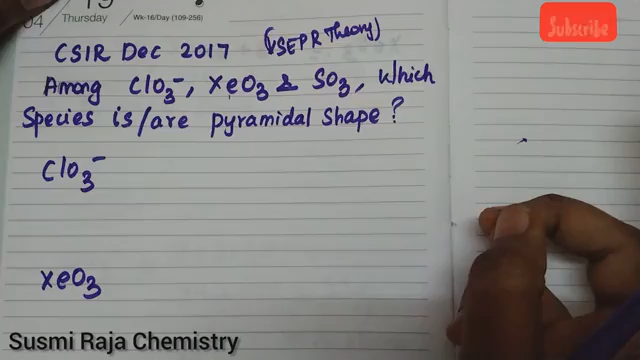 04
Thursday
19
Wk-16/Day (109-256)
Subscribe
CSIR Dec 2017 (VSEPR Theory)
Among ClO3-, XeO3 & SO3, which
Species is/are pyramidal shape?
ClO3-
XeO3
Susmi Raja Chemistry